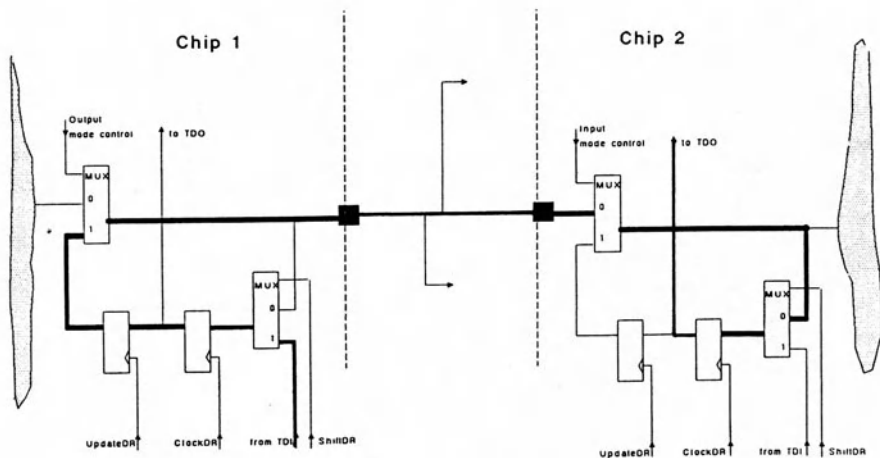 Chip 1
Chip 2
Output
mode control
to TDO
Input
mode control
to TDO
MUX
0
1
MUX
0
1
MUX
0
1
MUX
0
1
UpdateDR
ClockDR
from TDI
ShiftDR
UpdateDR
ClockDR
from TDI
ShiftDR